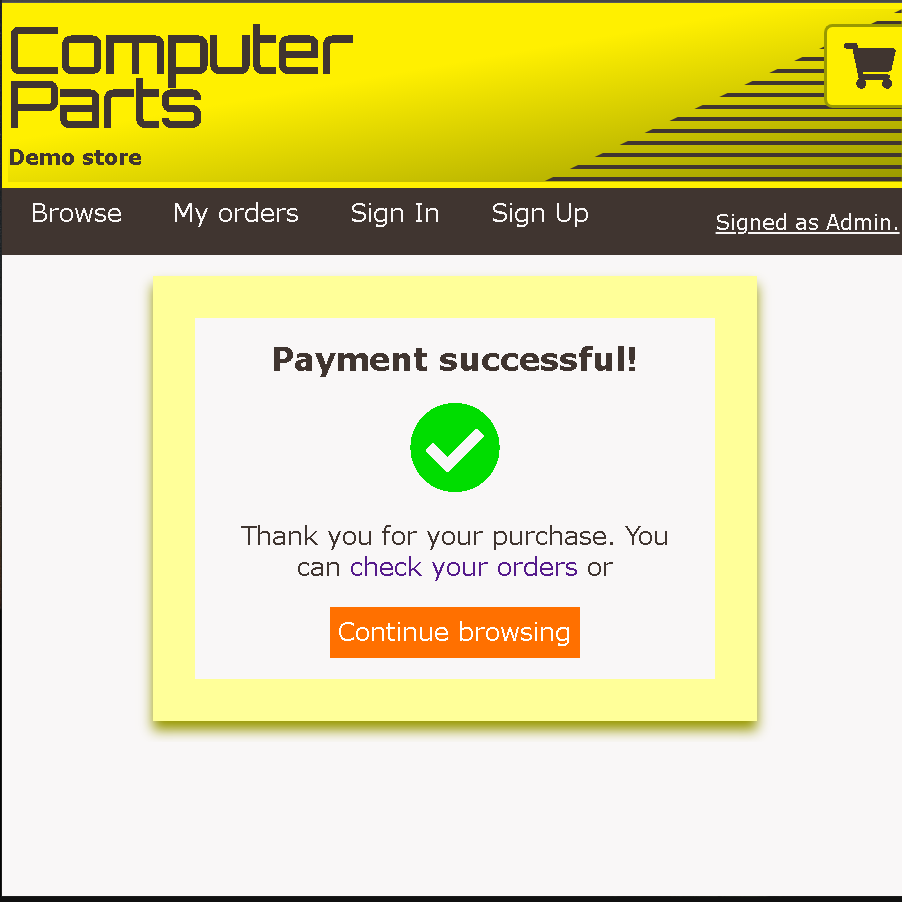 Computer
Parts
Demo store
Browse My orders Sign In Sign Up Signed as Admin.
Payment successful!
Thank you for your purchase. You
can check your orders or
Continue browsing